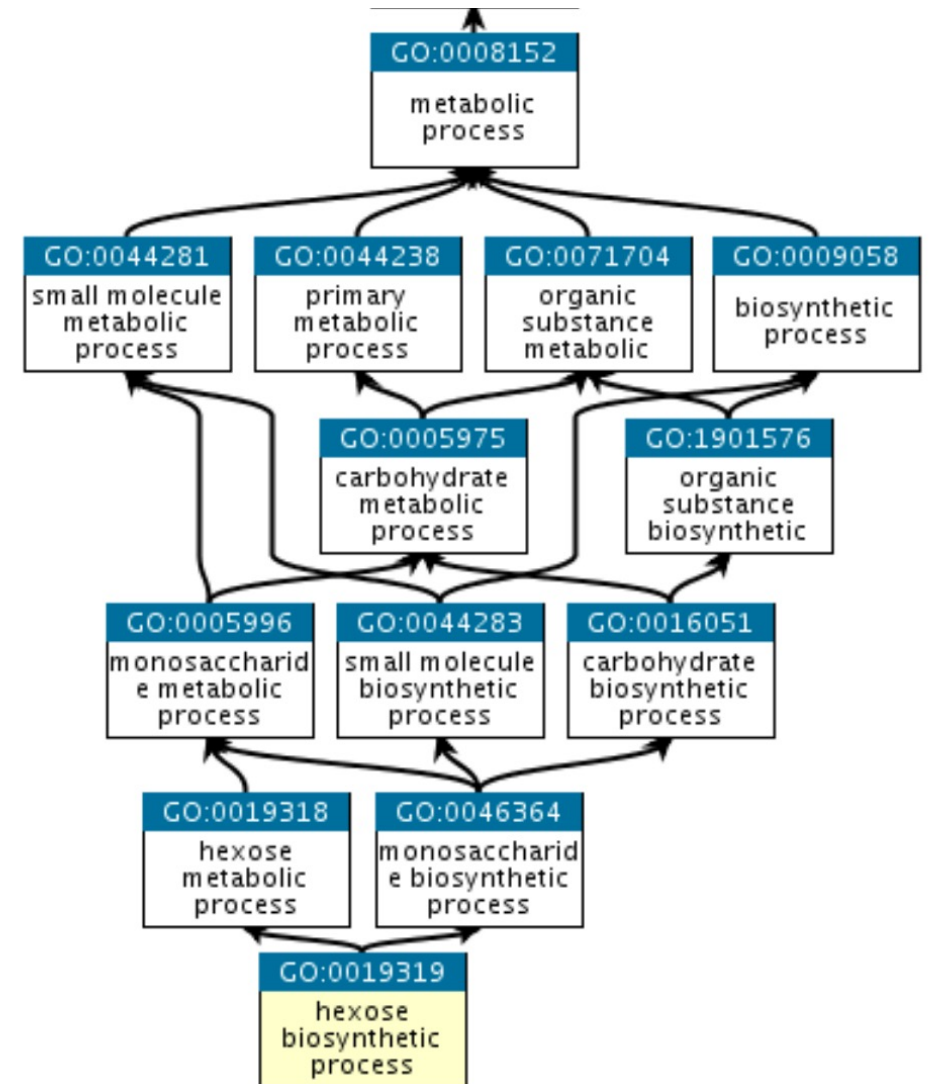 GO:0008152
metabolic
process
GO:0044281
small molecule
metabolic
process
GO:0044238
primary
metabolic
process
GO:0071704
organic
substance
metabolic
GO:0009058
biosynthetic
process
GO:0005975
carbohydrate
metabolic
process
GO:1901576
organic
substance
biosynthetic
GO:0005996
monosaccharid
e metabolic
process
GO:0044283
small molecule
biosynthetic
process
GO:0016051
carbohydrate
biosynthetic
process
GO:0019318
hexose
metabolic
process
GO:0046364
monosaccharid
e biosynthetic
process
GO:0019319
hexose
biosynthetic
process